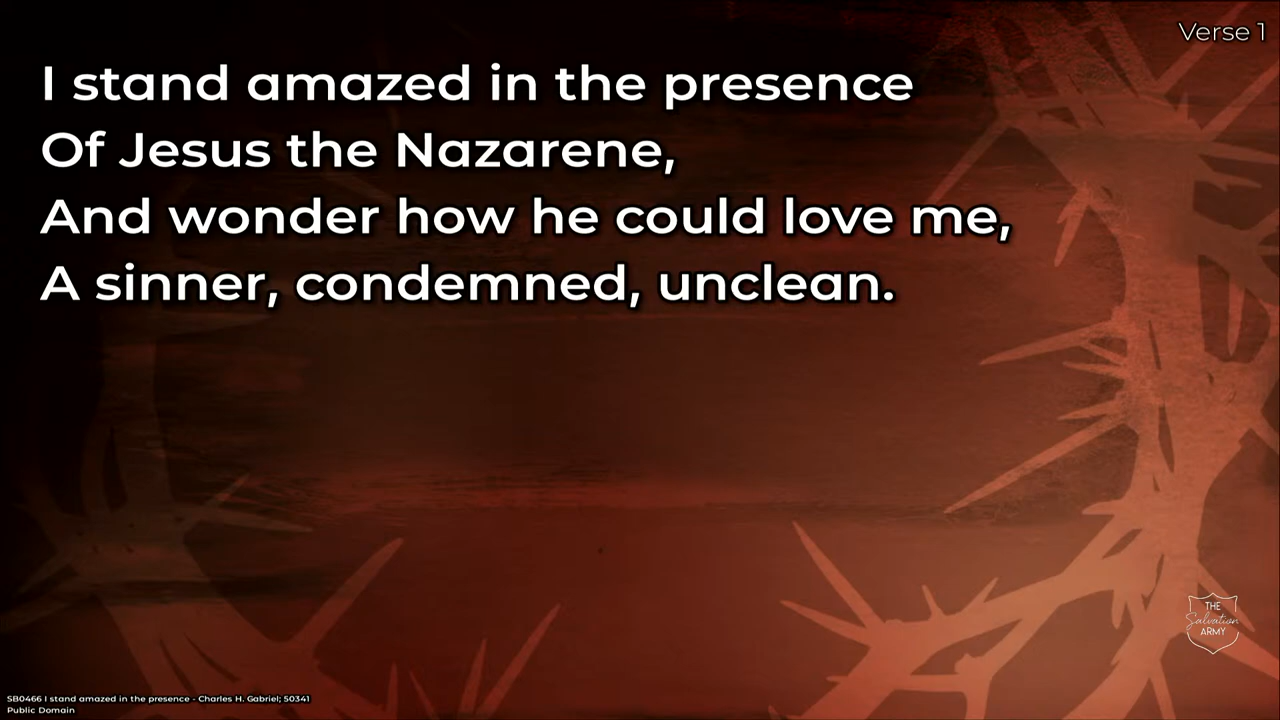 Verse 1
I stand amazed in the presence
Of Jesus the Nazarene,
And wonder how he could love me,
A sinner, condemned, unclean.
THE
Salvation
ARMY
SB0466 I stand amazed in the presence - Charles H. Gabriel; 50341
Public Domain